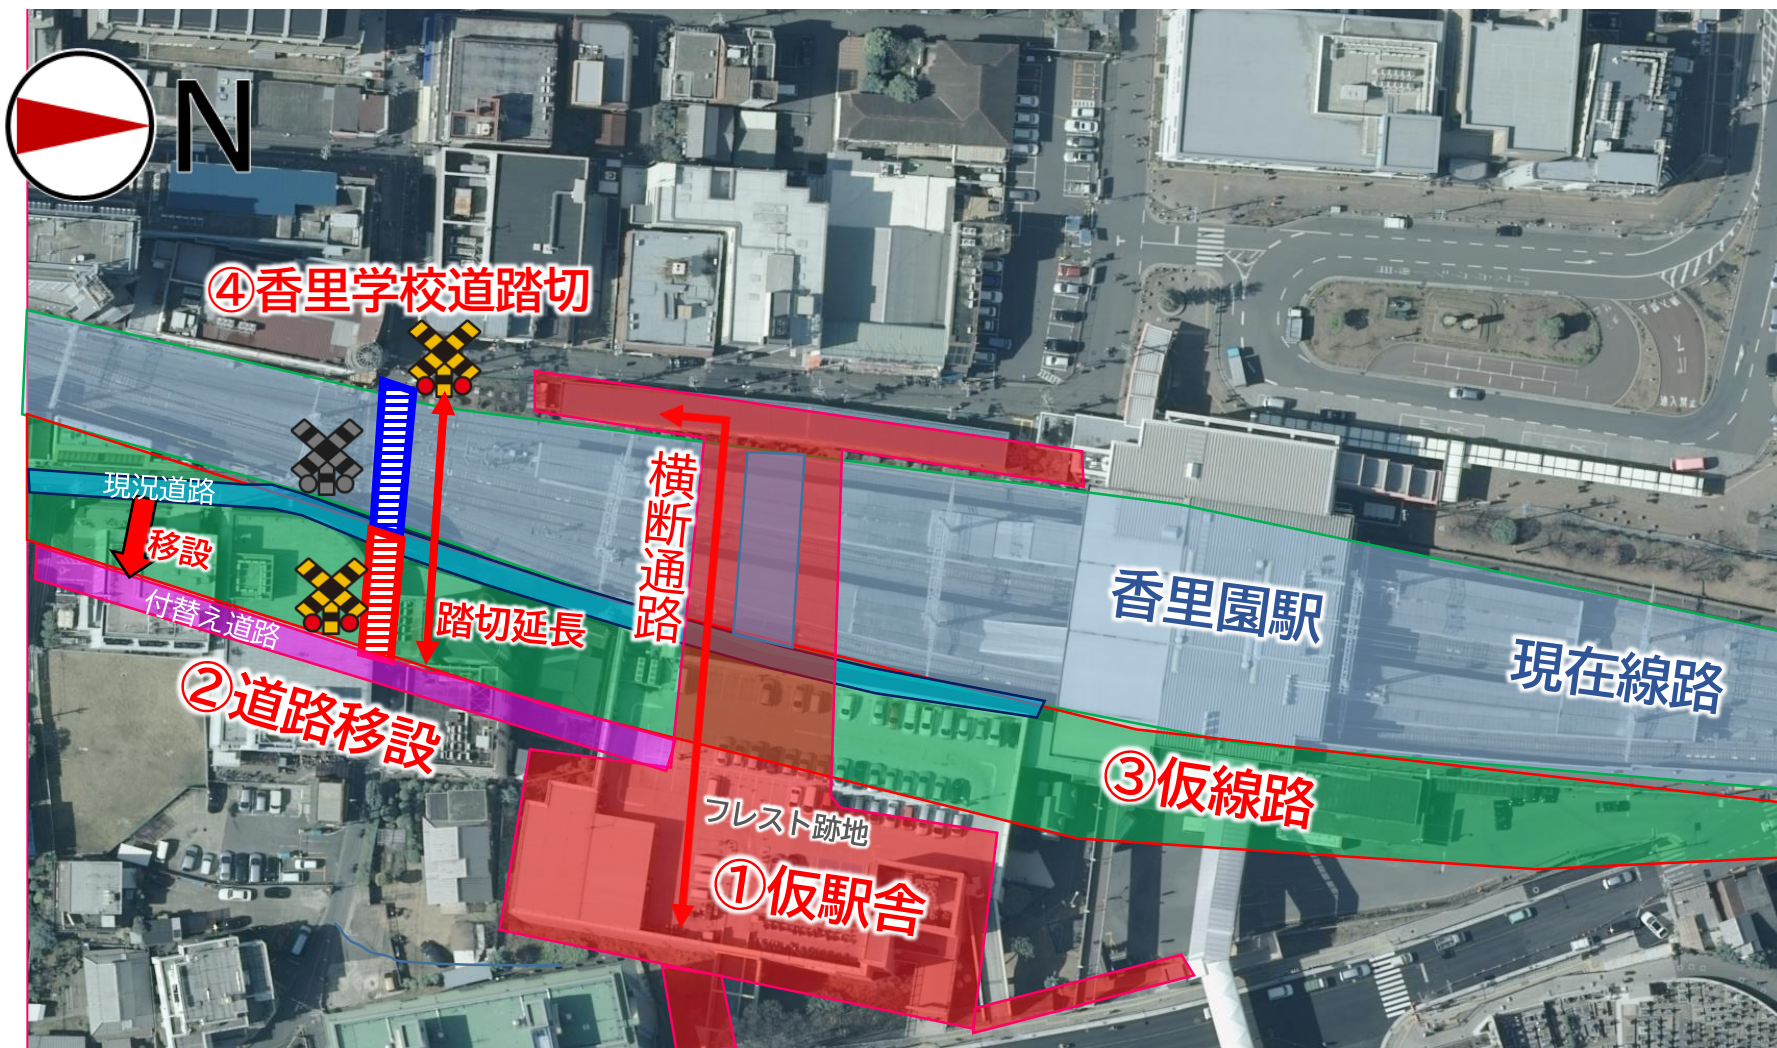 N
④香里学校道踏切
現況道路
移設
付替え道路
②道路移設
踏切延長
横断通路
香里園駅
現在線路
③仮線路
フレスト跡地
①仮駅舎